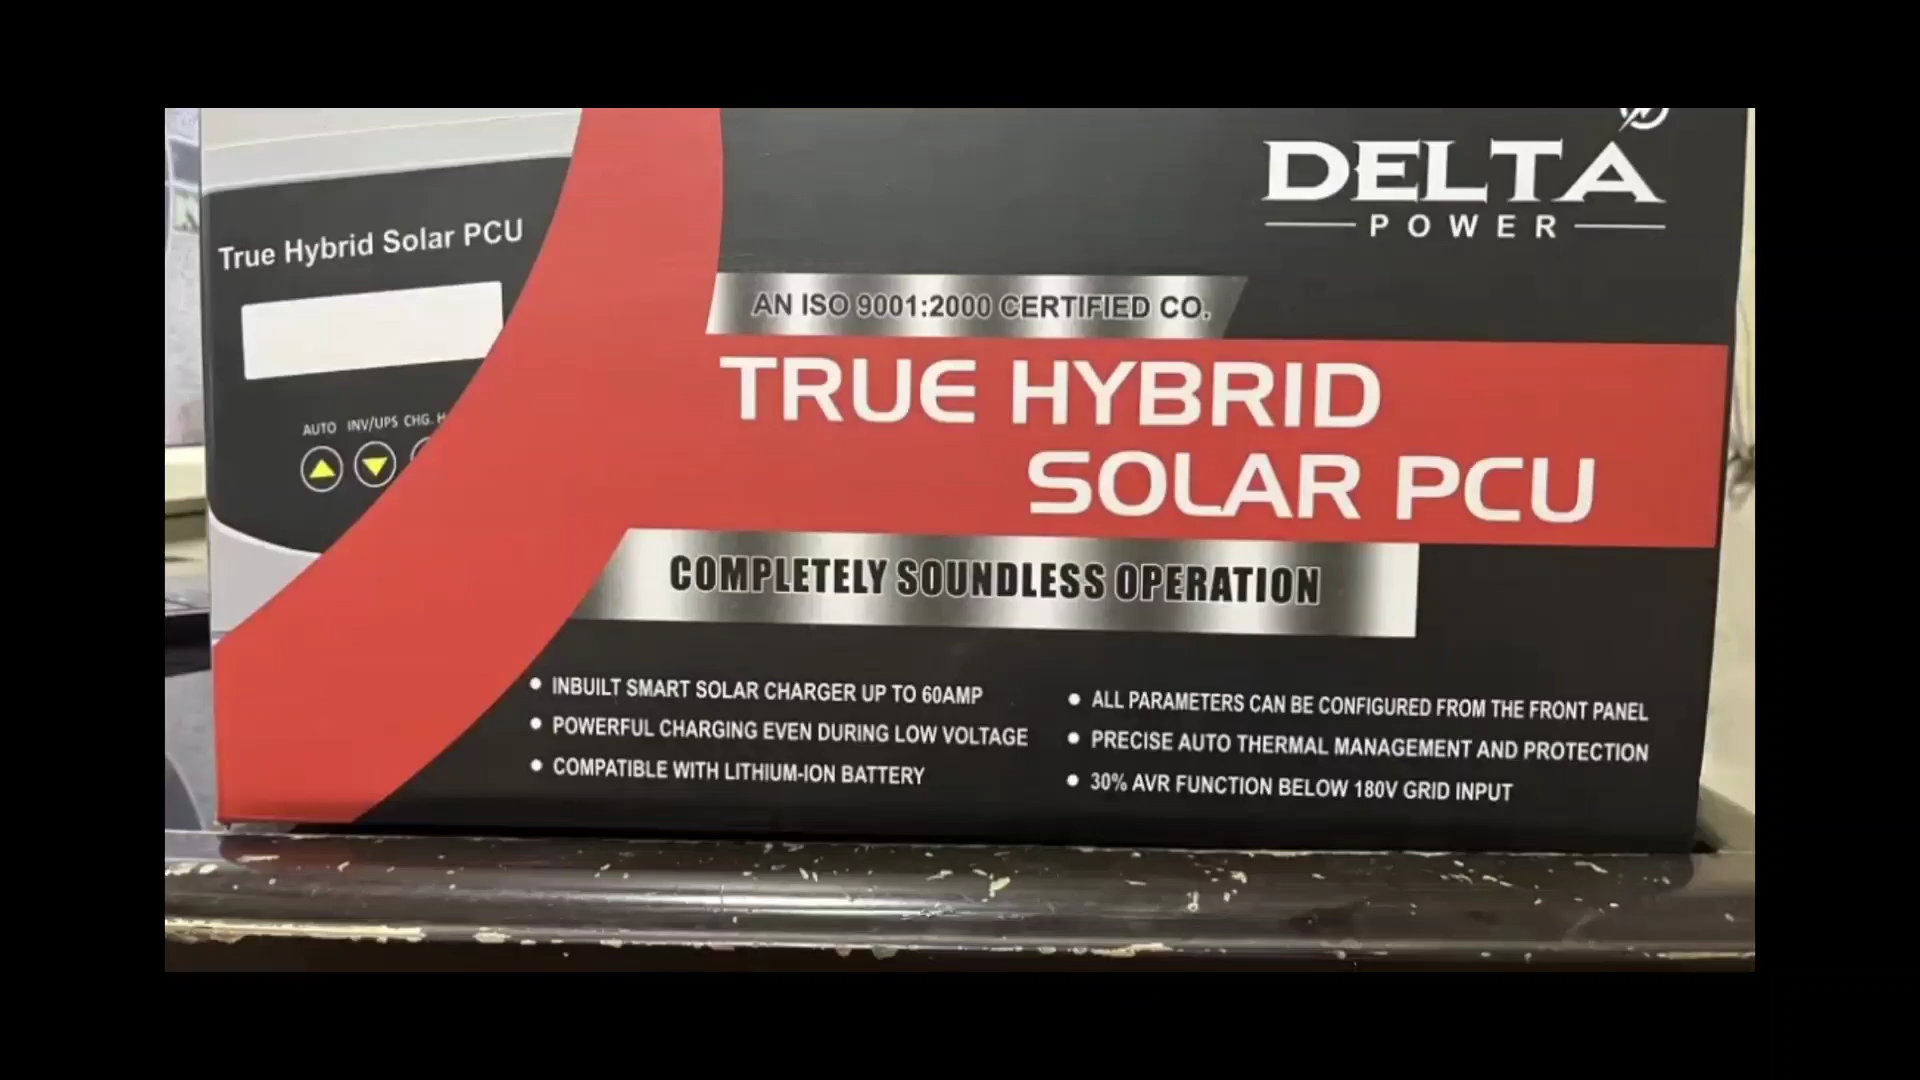 DELTA
POWER
True Hybrid Solar PCU
AUTO INV/UPS CHG.
AN ISO 9001:2000 CERTIFIED CO.
TRUE HYBRID
SOLAR PCU
COMPLETELY SOUNDLESS OPERATION
INBUILT SMART SOLAR CHARGER UP TO 60AMP
POWERFUL CHARGING EVEN DURING LOW VOLTAGE
COMPATIBLE WITH LITHIUM-ION BATTERY
ALL PARAMETERS CAN BE CONFIGURED FROM THE FRONT PANEL
PRECISE AUTO THERMAL MANAGEMENT AND PROTECTION
30% AVR FUNCTION BELOW 180V GRID INPUT